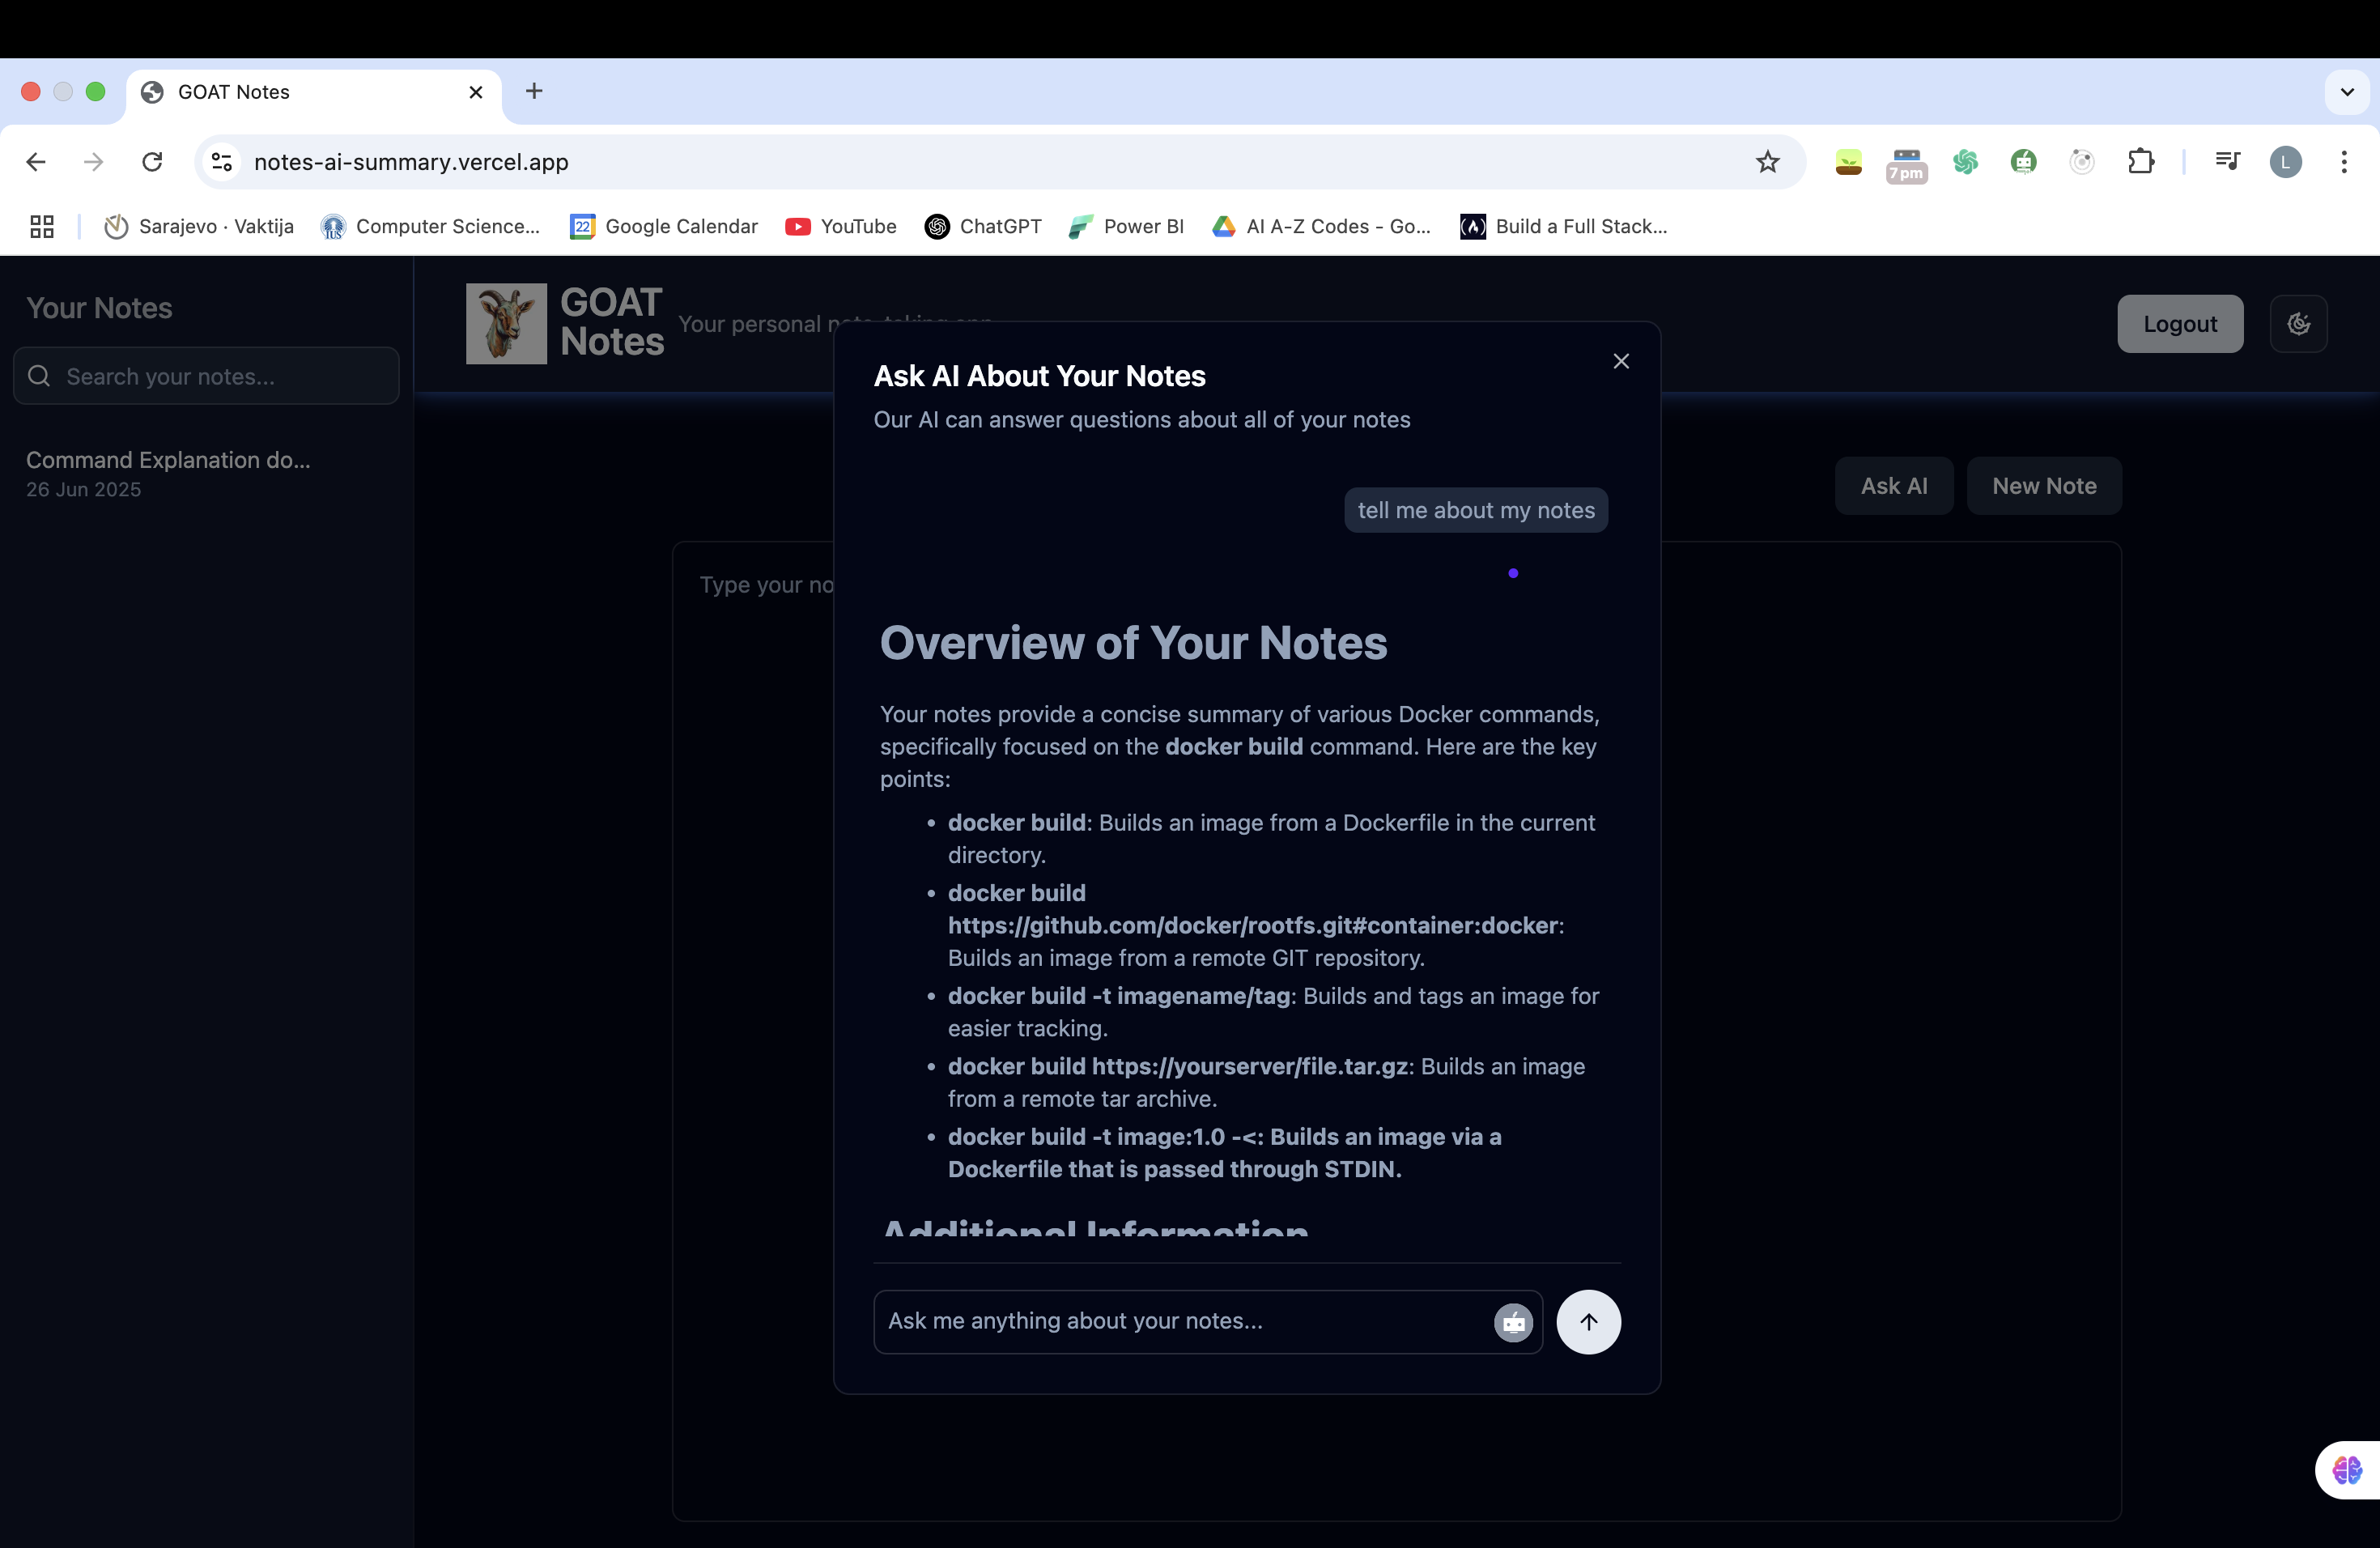 GOAT Notes
notes-ai-summary.vercel.app
7 pm
L
Sarajevo · Vaktija
Computer Science...
22
Google Calendar
YouTube
ChatGPT
Power BI
AI A-Z Codes - Go...
Build a Full Stack...
Your Notes
Search your notes...
Command Explanation do...
26 Jun 2025
GOAT
Notes
Your personal note-taking app
Logout
Ask AI
New Note
Type your no
Ask AI About Your Notes
Our AI can answer questions about all of your notes
tell me about my notes
Overview of Your Notes
Your notes provide a concise summary of various Docker commands,
specifically focused on the docker build command. Here are the key
points:
• docker build: Builds an image from a Dockerfile in the current
directory.
• docker build
https://github.com/docker/rootfs.git#container:docker:
Builds an image from a remote GIT repository.
• docker build -t imagename/tag: Builds and tags an image for
easier tracking.
• docker build https://yourserver/file.tar.gz: Builds an image
from a remote tar archive.
• docker build -t image:1.0 -<: Builds an image via a
Dockerfile that is passed through STDIN.
Additional Information
Ask me anything about your notes...